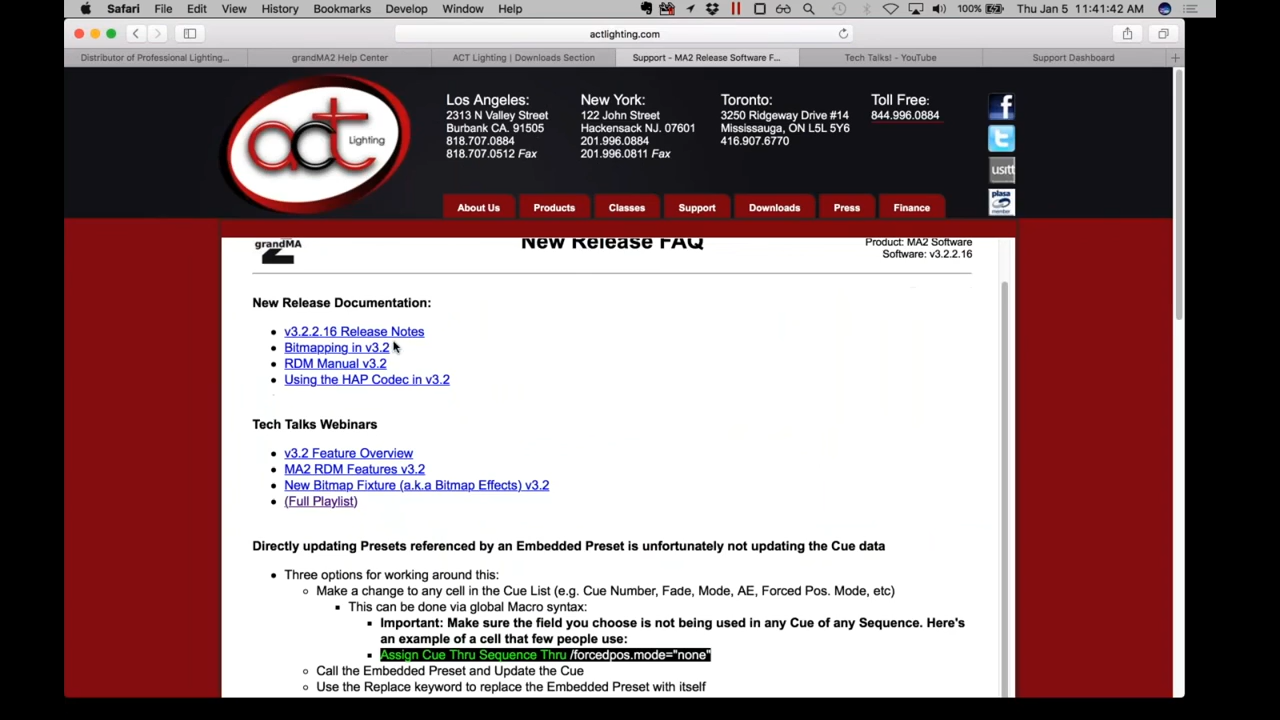 Safari File Edit View History Bookmarks Develop Window Help 100% Thu Jan 5 11:41:42 AM
actlighting.com
Distributor of Professional Lighting... grandMA2 Help Center ACT Lighting | Downloads Section Support - MA2 Release Software F... Tech Talks! - YouTube Support Dashboard
act Lighting
Los Angeles:
2313 N Valley Street
Burbank CA. 91505
818.707.0884
818.707.0512 Fax
New York:
122 John Street
Hackensack NJ. 07601
201.996.0884
201.996.0811 Fax
Toronto:
3250 Ridgeway Drive #14
Mississauga, ON L5L 5Y6
416.907.6770
Toll Free:
844.996.0884
usitt
plasa
member
About Us Products Classes Support Downloads Press Finance
grandMA
2
New Release FAQ
Product: MA2 Software
Software: v3.2.2.16
New Release Documentation:
v3.2.2.16 Release Notes
Bitmapping in v3.2
RDM Manual v3.2
Using the HAP Codec in v3.2
Tech Talks Webinars
v3.2 Feature Overview
MA2 RDM Features v3.2
New Bitmap Fixture (a.k.a Bitmap Effects) v3.2
(Full Playlist)
Directly updating Presets referenced by an Embedded Preset is unfortunately not updating the Cue data
Three options for working around this:
Make a change to any cell in the Cue List (e.g. Cue Number, Fade, Mode, AE, Forced Pos. Mode, etc)
This can be done via global Macro syntax:
Important: Make sure the field you choose is not being used in any Cue of any Sequence. Here's
an example of a cell that few people use:
Assign Cue Thru Sequence Thru /forcedpos.mode="none"
Call the Embedded Preset and Update the Cue
Use the Replace keyword to replace the Embedded Preset with itself